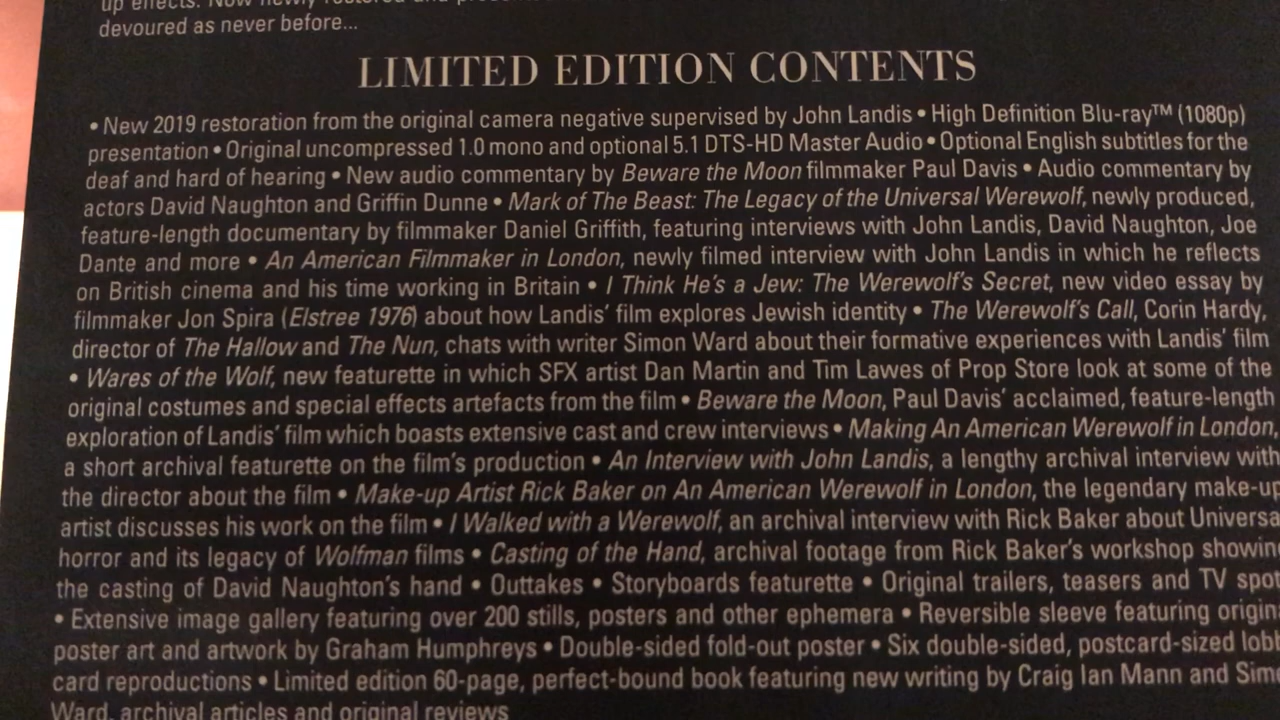 up effects. Now newly restored and
devoured as never before...
LIMITED EDITION CONTENTS
• New 2019 restoration from the original camera negative supervised by John Landis • High Definition Blu-ray™ (1080p)
presentation • Original uncompressed 1.0 mono and optional 5.1 DTS-HD Master Audio • Optional English subtitles for the
deaf and hard of hearing • New audio commentary by Beware the Moon filmmaker Paul Davis • Audio commentary by
actors David Naughton and Griffin Dunne • Mark of The Beast: The Legacy of the Universal Werewolf, newly produced,
feature-length documentary by filmmaker Daniel Griffith, featuring interviews with John Landis, David Naughton, Joe
Dante and more • An American Filmmaker in London, newly filmed interview with John Landis in which he reflects
on British cinema and his time working in Britain • I Think He's a Jew: The Werewolf's Secret, new video essay by
filmmaker Jon Spira (Elstree 1976) about how Landis' film explores Jewish identity • The Werewolf's Call, Corin Hardy,
director of The Hallow and The Nun, chats with writer Simon Ward about their formative experiences with Landis' film
• Wares of the Wolf, new featurette in which SFX artist Dan Martin and Tim Lawes of Prop Store look at some of the
original costumes and special effects artefacts from the film • Beware the Moon, Paul Davis' acclaimed, feature-length
exploration of Landis' film which boasts extensive cast and crew interviews • Making An American Werewolf in London,
a short archival featurette on the film's production • An Interview with John Landis, a lengthy archival interview with
the director about the film • Make-up Artist Rick Baker on An American Werewolf in London, the legendary make-up
artist discusses his work on the film • I Walked with a Werewolf, an archival interview with Rick Baker about Universa
horror and its legacy of Wolfman films • Casting of the Hand, archival footage from Rick Baker's workshop showin
the casting of David Naughton's hand • Outtakes • Storyboards featurette • Original trailers, teasers and TV spot
• Extensive image gallery featuring over 200 stills, posters and other ephemera • Reversible sleeve featuring origin
poster art and artwork by Graham Humphreys • Double-sided fold-out poster • Six double-sided, postcard-sized lobb
card reproductions • Limited edition 60-page, perfect-bound book featuring new writing by Craig Ian Mann and Sim
Ward, archival articles and original reviews